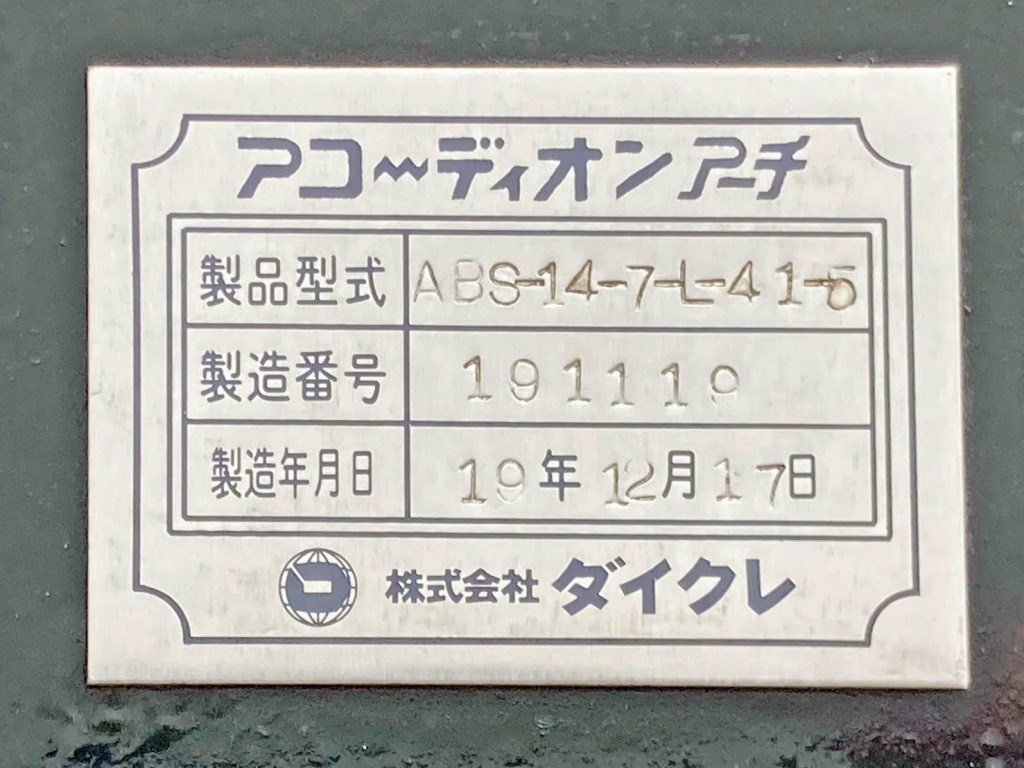 アコーディオンアーチ
製品型式 ABS-14-7-L-41-5
製造番号 191119
製造年月日 19年12月17日
株式会社ダイクレ